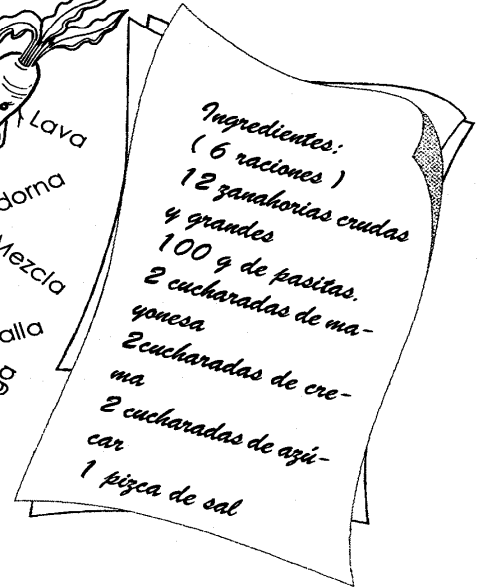 Lava
dorna
Mezcla
alla
ga
Ingredientes:
( 6 raciones )
12 zanahorias crudas
y grandes
100 g de pasitas.
2 cucharadas de ma-
yonesa
2cucharadas de cre-
ma
2 cucharadas de azú-
car
1 pizca de sal